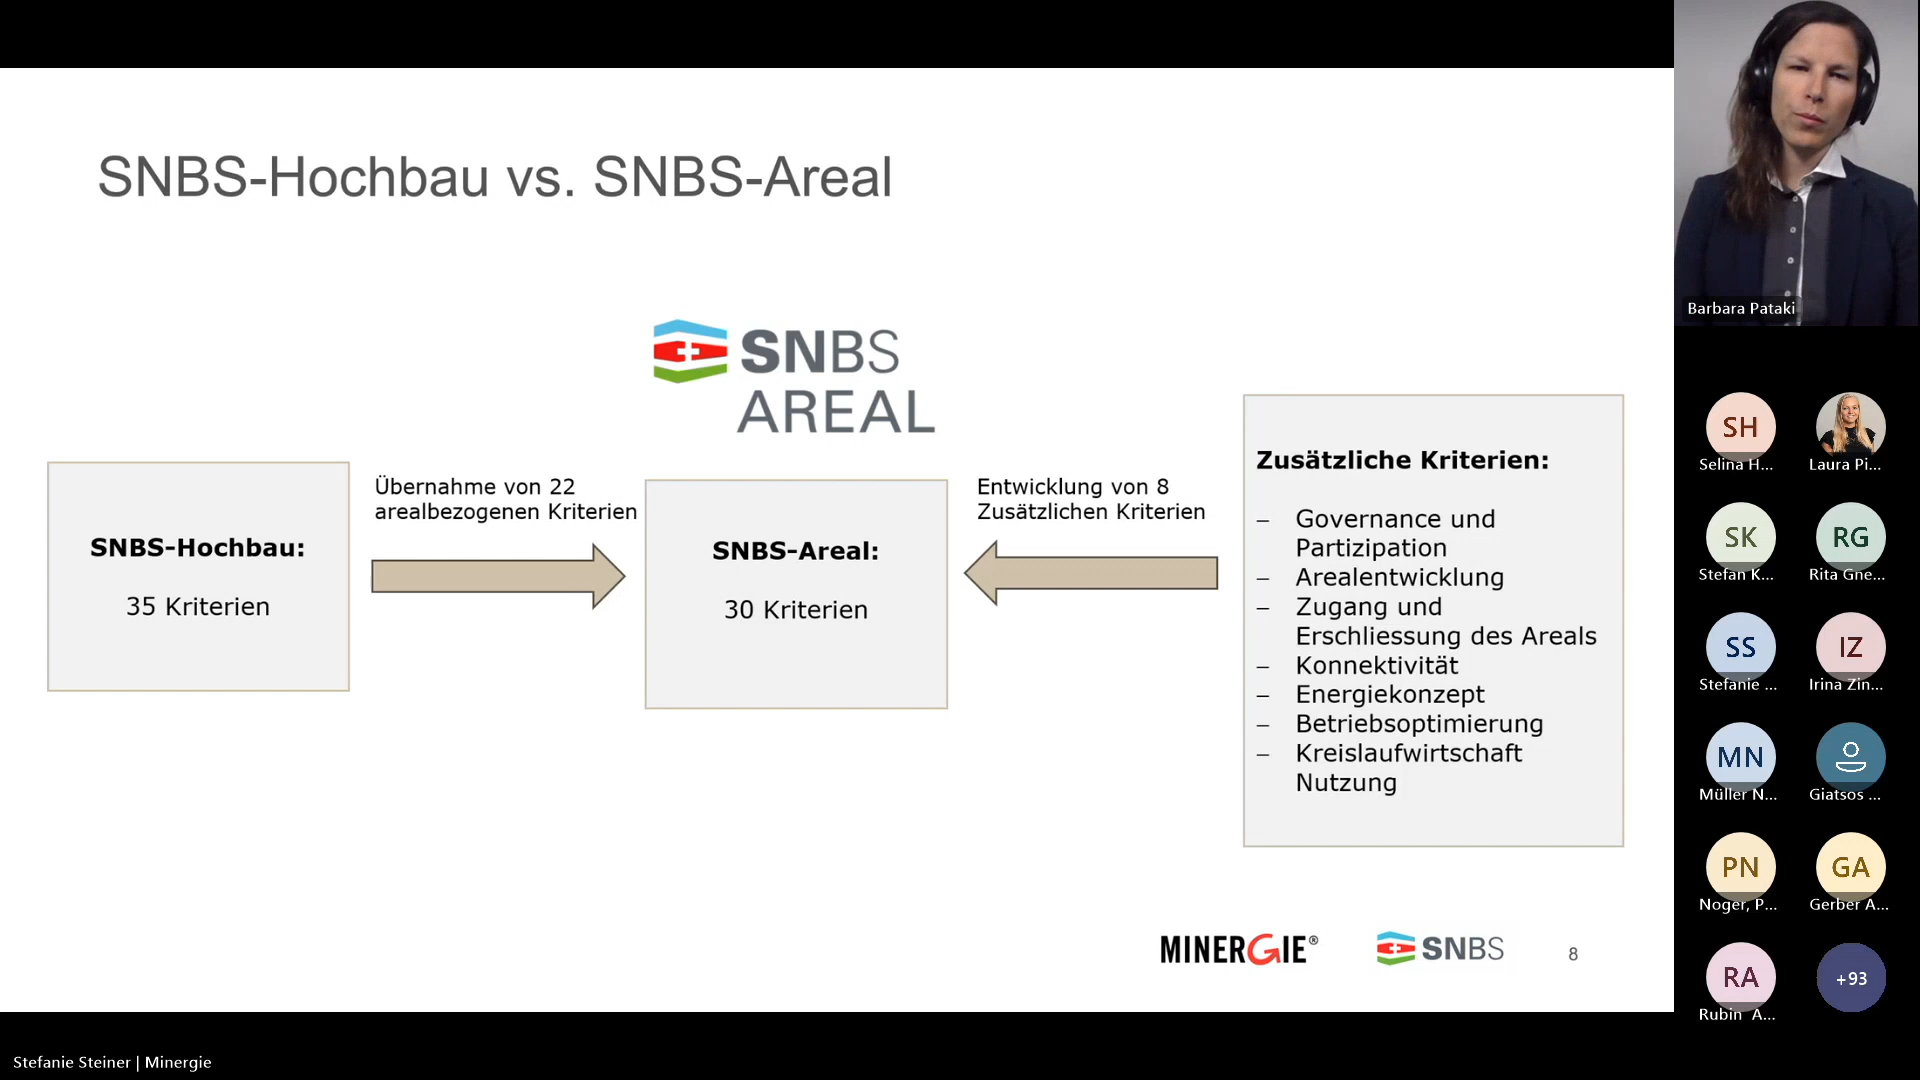 SNBS-Hochbau vs. SNBS-Areal
SNBS
AREAL
SNBS-Hochbau:
35 Kriterien
Übernahme von 22
arealbezogenen Kriterien
SNBS-Areal:
30 Kriterien
Entwicklung von 8
Zusätzlichen Kriterien
Zusätzliche Kriterien:
– Governance und
Partizipation
– Arealentwicklung
– Zugang und
Erschliessung des Areals
– Konnektivität
– Energiekonzept
– Betriebsoptimierung
– Kreislaufwirtschaft
Nutzung
MINERGIE®
SNBS
8
Barbara Pataki
SH
Selina H...
Laura Pi...
SK
Stefan K...
RG
Rita Gne...
SS
Stefanie ...
IZ
Irina Zin...
MN
Müller N...
Giatsos ...
PN
Noger, P...
GA
Gerber A...
RA
Rubin A...
+93
Stefanie Steiner | Minergie